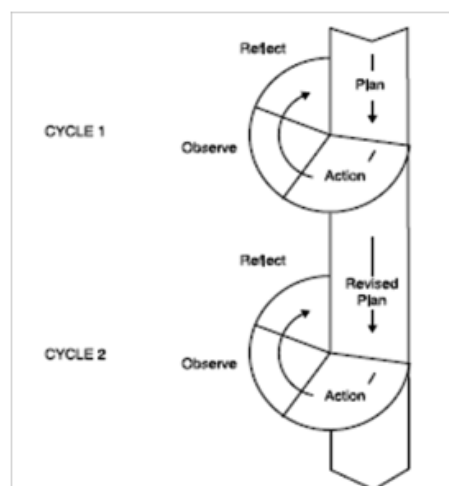 Reflect
Plan
CYCLE 1
Observe
Action
Reflect
Revised
Plan
CYCLE 2
Observe
Action